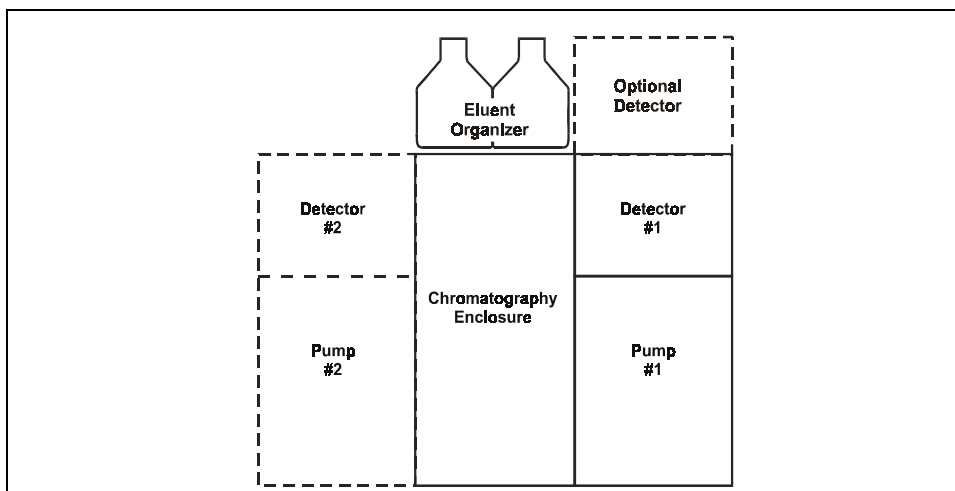 Optional
Detector
Eluent
Organizer
Detector
#2
Detector
#1
Chromatography
Enclosure
Pump
#2
Pump
#1